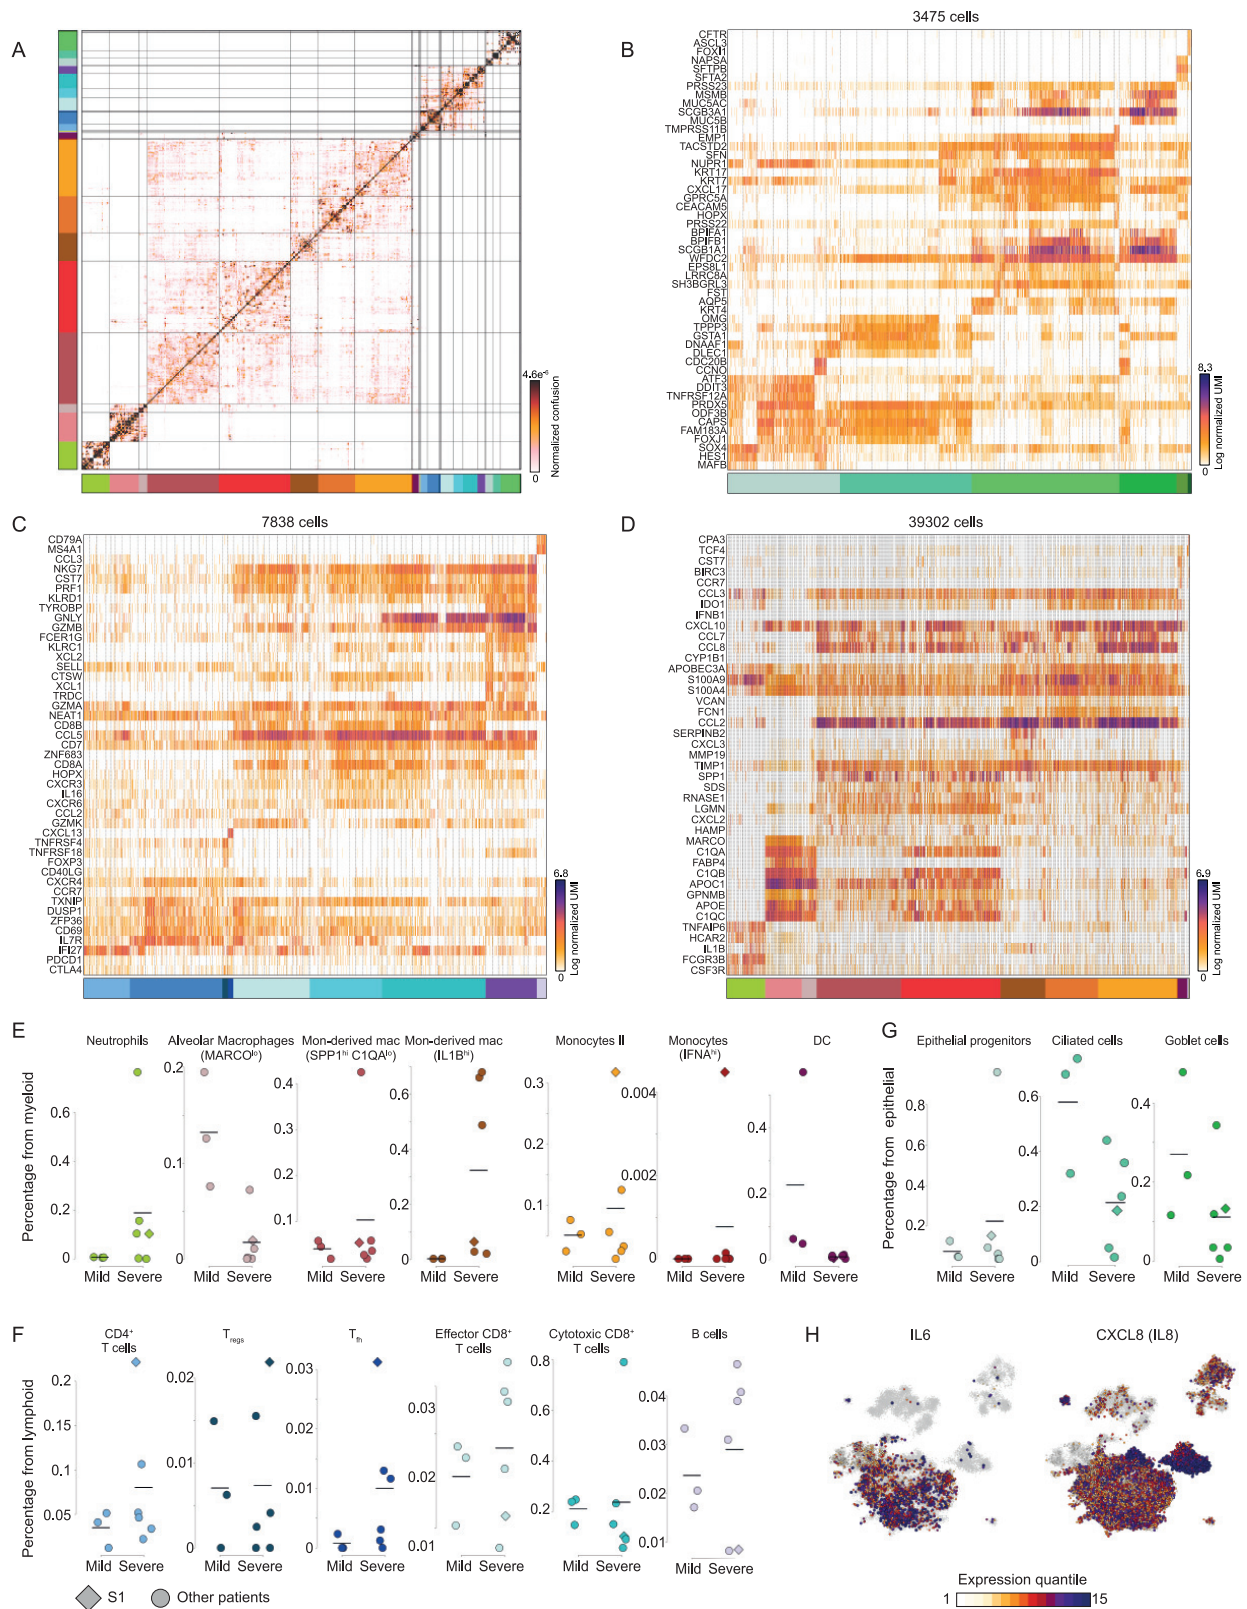 A
4.6e⁻⁶
0
Normalized confusion
B
3475 cells
CFTR
ASCL3
FOXI1
NAPSA
SFTPB
SFTA2
PRSS23
MSMB
MUC5AC
SCGB3A1
MUC5B
TMPRSS11B
EMP1
TACSTD2
SFN
NUPR1
KRT17
KRT7
CXCL17
GPRC5A
CEACAM5
HOPX
PRSS22
BPIFA1
BPIFB1
SCGB1A1
WFDC2
EPS8L1
LRRC8A
SH3BGRL3
FST
AQP5
KRT4
OMG
TPPP3
GSTA1
DNAAF1
DLEC1
CDC20B
CCNO
ATF3
DDIT3
TNFRSF12A
PRDX5
ODF3B
CAPS
FAM183A
FOXJ1
SOX4
HES1
MAFB
8.3
0
Log normalized UMI
C
7838 cells
CD79A
MS4A1
CCL3
NKG7
CST7
PRF1
KLRD1
TYROBP
GNLY
GZMB
FCER1G
KLRC1
XCL2
SELL
CTSW
XCL1
TRDC
GZMA
NEAT1
CD8B
CCL5
CD7
ZNF683
CD8A
HOPX
CXCR3
IL16
CXCR6
CCL2
GZMK
CXCL13
TNFRSF4
TNFRSF18
FOXP3
CD40LG
CXCR4
CCR7
TXNIP
DUSP1
ZFP36
CD69
IL7R
IFI27
PDCD1
CTLA4
6.8
0
Log normalized UMI
D
39302 cells
CPA3
TCF4
CST7
BIRC3
CCR7
CCL3
IDO1
IFNB1
CXCL10
CCL7
CCL8
CYP1B1
APOBEC3A
S100A9
S100A4
VCAN
FCN1
CCL2
SERPINB2
CXCL3
MMP19
TIMP1
SPP1
SDS
RNASE1
LGMN
CXCL2
HAMP
MARCO
C1QA
FABP4
C1QB
APOC1
GPNMB
APOE
C1QC
TNFAIP6
HCAR2
IL1B
FCGR3B
CSF3R
6.9
0
Log normalized UMI
E
Percentage from myeloid
Neutrophils
0.6
0.4
0.2
0
Mild Severe
Alveolar Macrophages
(MARCOˡᵒ)
0.2
0.1
0
Mild Severe
Mon-derived mac
(SPP1ʰⁱ C1QAˡᵒ)
0.4
0.3
0.2
0.1
0
Mild Severe
Mon-derived mac
(IL1Bʰⁱ)
0.6
0.4
0.2
0
Mild Severe
Monocytes II
0.3
0.2
0.1
0
Mild Severe
Monocytes
(IFNAʰⁱ)
0.004
0.002
0
Mild Severe
DC
0.4
0.2
0
Mild Severe
G
Percentage from epithelial
Epithelial progenitors
0.8
0.6
0.4
0.2
Mild Severe
Ciliated cells
0.6
0.4
0.2
0
Mild Severe
Goblet cells
0.4
0.2
0
Mild Severe
F
Percentage from lymphoid
CD4⁺
T cells
0.2
0.15
0.10
0.05
Mild Severe
Tregs
0.02
0.01
0
Mild Severe
Tfh
0.03
0.02
0.01
0
Mild Severe
Effector CD8⁺
T cells
0.03
0.02
0.01
Mild Severe
Cytotoxic CD8⁺
T cells
0.8
0.6
0.4
0.2
Mild Severe
B cells
0.04
0.03
0.02
0.01
Mild Severe
S1
Other patients
H
IL6
CXCL8 (IL8)
Expression quantile
1
15